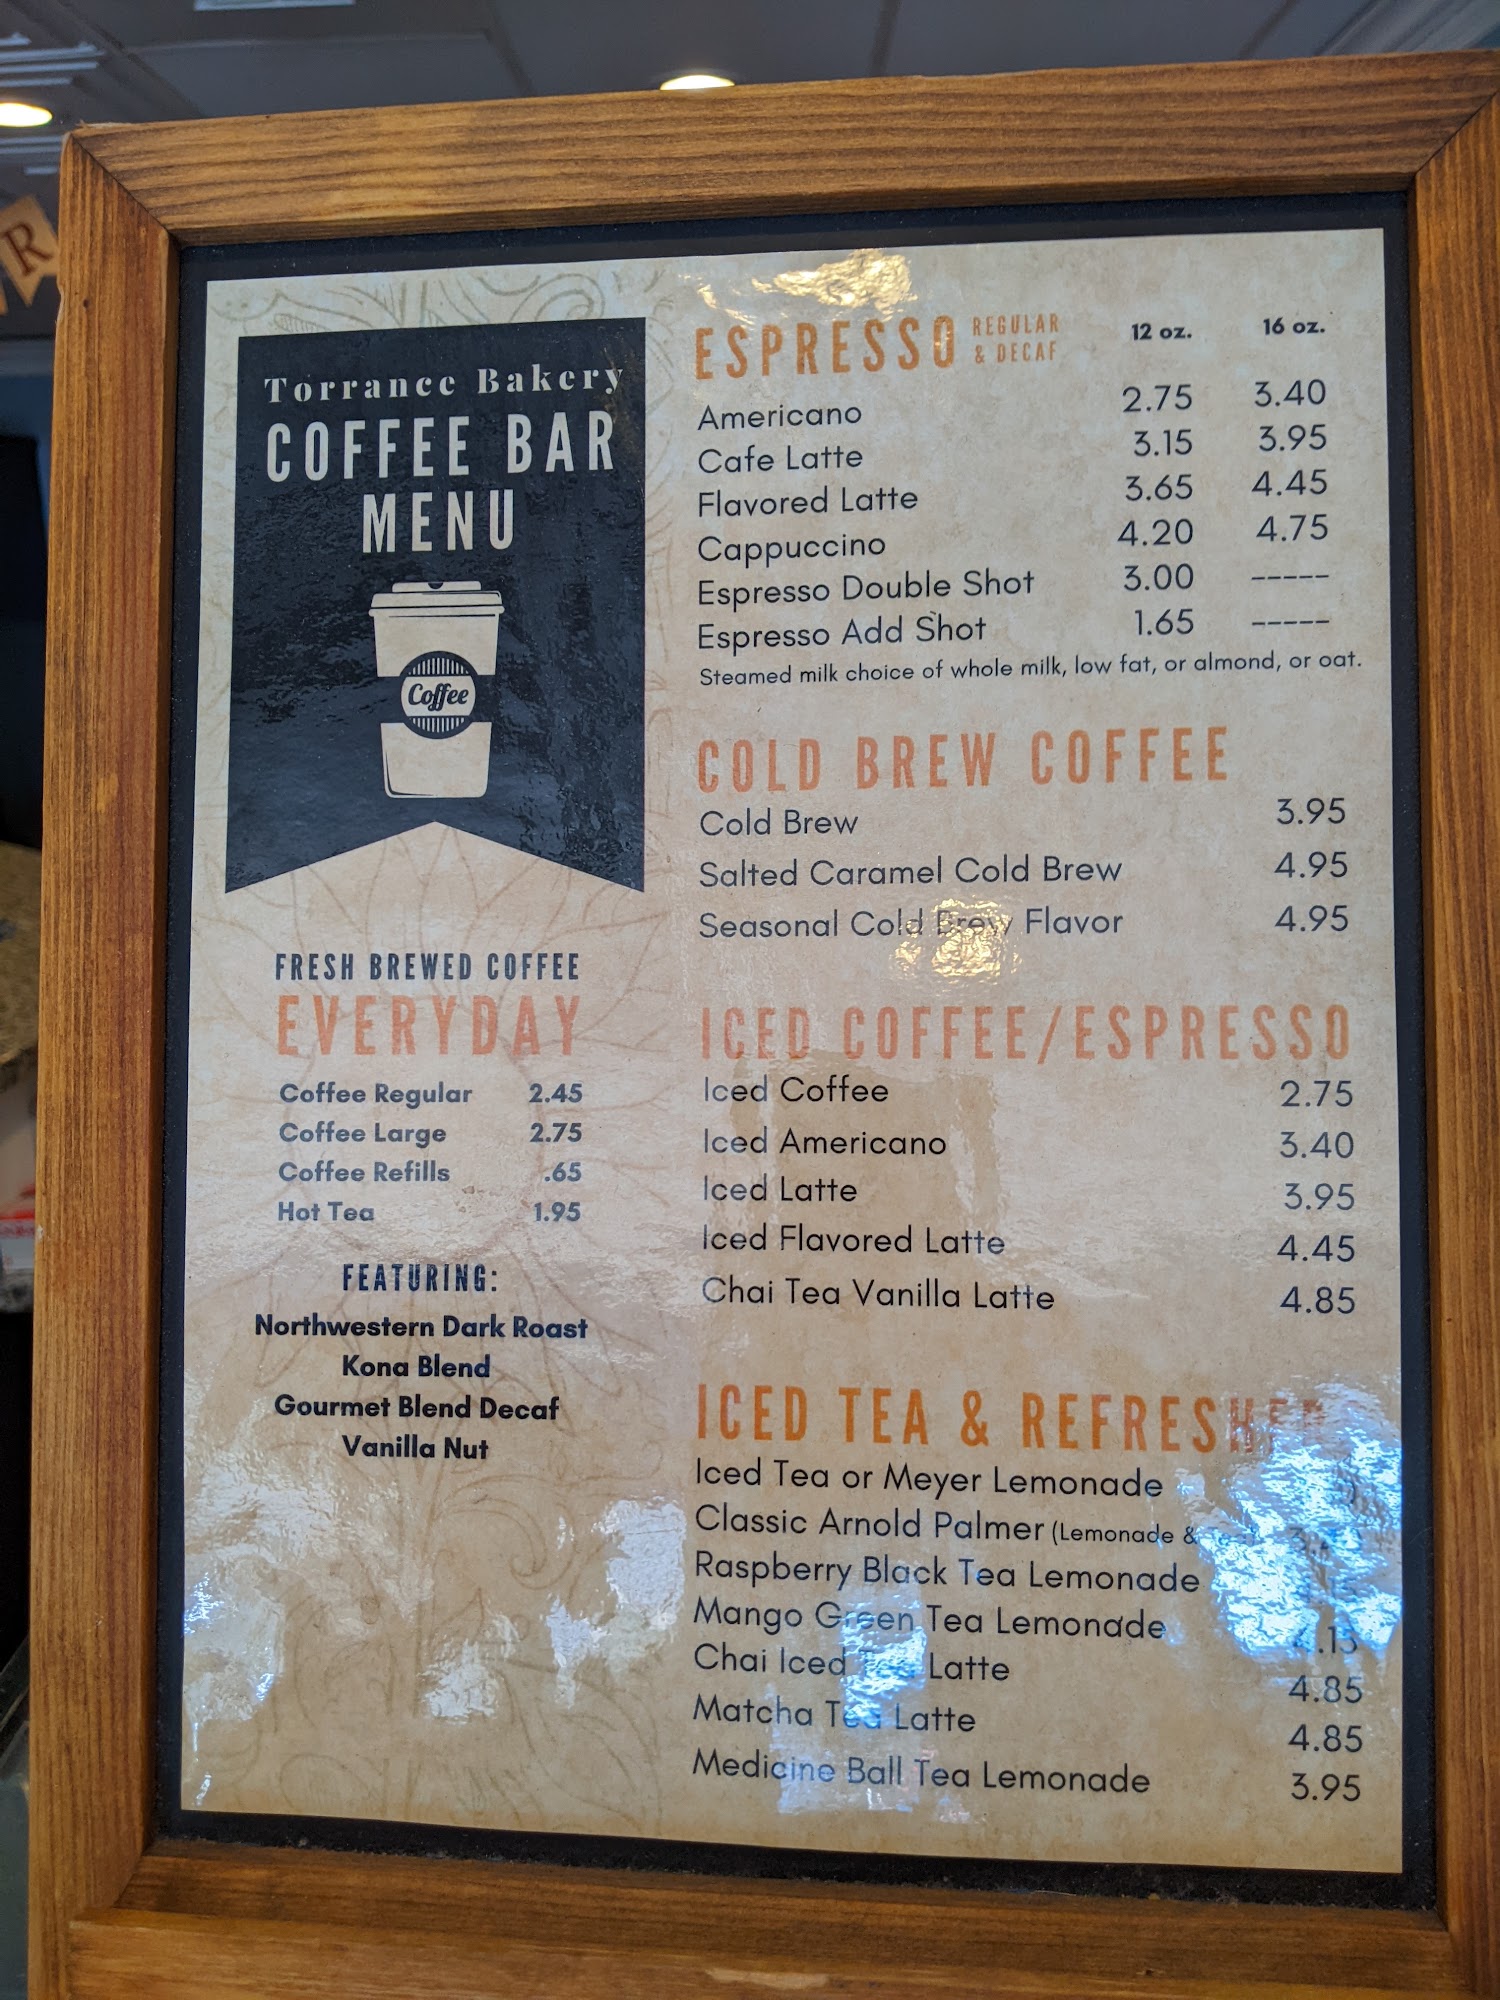 R
Torrance Bakery
COFFEE BAR
MENU
Coffee
FRESH BREWED COFFEE
EVERYDAY
Coffee Regular 2.45
Coffee Large 2.75
Coffee Refills .65
Hot Tea 1.95
FEATURING:
Northwestern Dark Roast
Kona Blend
Gourmet Blend Decaf
Vanilla Nut
ESPRESSO REGULAR & DECAF 12 oz. 16 oz.
Americano 2.75 3.40
Cafe Latte 3.15 3.95
Flavored Latte 3.65 4.45
Cappuccino 4.20 4.75
Espresso Double Shot 3.00 -----
Espresso Add Shot 1.65 -----
Steamed milk choice of whole milk, low fat, or almond, or oat.
COLD BREW COFFEE
Cold Brew 3.95
Salted Caramel Cold Brew 4.95
Seasonal Cold Brew Flavor 4.95
ICED COFFEE/ESPRESSO
Iced Coffee 2.75
Iced Americano 3.40
Iced Latte 3.95
Iced Flavored Latte 4.45
Chai Tea Vanilla Latte 4.85
ICED TEA &
Iced Tea or Meyer Lemonade
Classic Arnold Palmer (Lemonade &
Raspberry Black Tea Lemonade
Mango Green Tea Lemonade
Chai Iced Tea Latte 4.85
Matcha Tea Latte 4.85
Medicine Ball Tea Lemonade 3.95